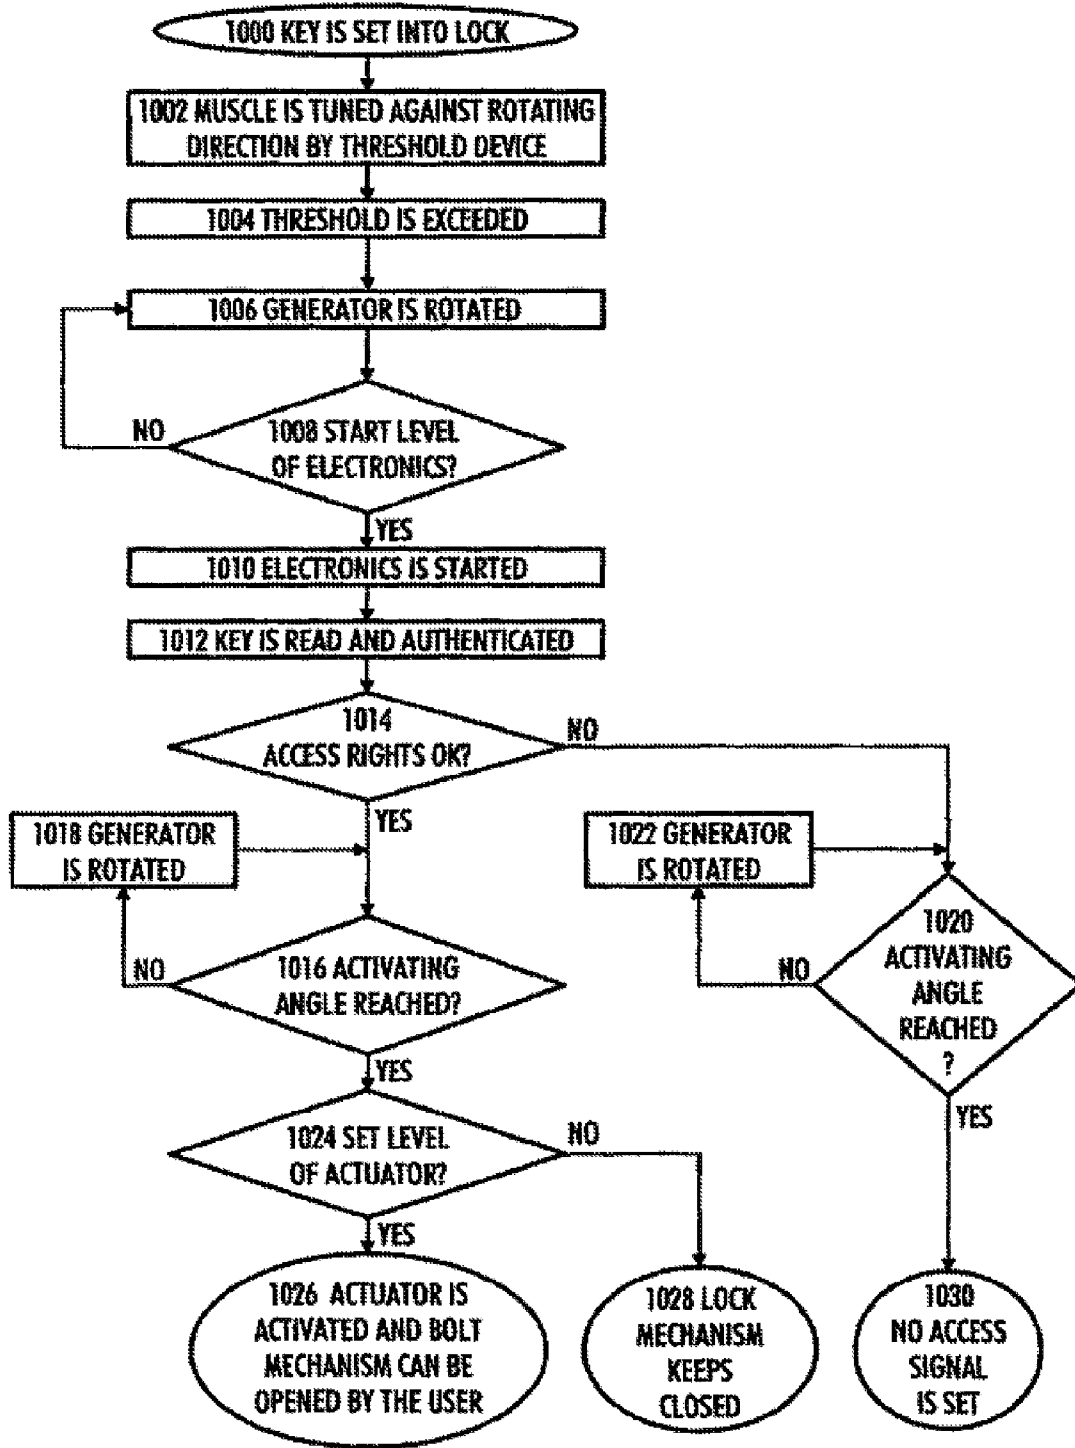 1000 KEY IS SET INTO LOCK
1002 MUSCLE IS TUNED AGAINST ROTATING
DIRECTION BY THRESHOLD DEVICE
1004 THRESHOLD IS EXCEEDED
1006 GENERATOR IS ROTATED
NO
1008 START LEVEL
OF ELECTRONICS?
YES
1010 ELECTRONICS IS STARTED
1012 KEY IS READ AND AUTHENTICATED
1014
ACCESS RIGHTS OK?
NO
YES
1018 GENERATOR
IS ROTATED
1022 GENERATOR
IS ROTATED
NO
1016 ACTIVATING
ANGLE REACHED?
NO
1020
ACTIVATING
ANGLE
REACHED
?
YES
YES
1024 SET LEVEL
OF ACTUATOR?
NO
YES
1026 ACTUATOR IS
ACTIVATED AND BOLT
MECHANISM CAN BE
OPENED BY THE USER
1028 LOCK
MECHANISM
KEEPS
CLOSED
1030
NO ACCESS
SIGNAL
IS SET